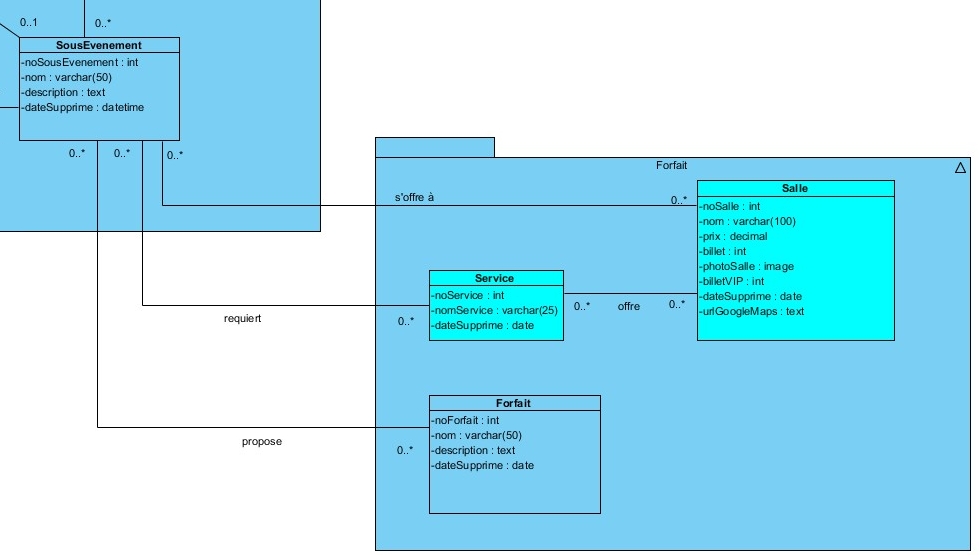 0..1
0..*
SousEvenement
-noSousEvenement : int
-nom : varchar(50)
-description : text
-dateSupprime : datetime
0..*
0..*
0..*
Forfait
s'offre à
0..*
Salle
-noSalle : int
-nom : varchar(100)
-prix : decimal
-billet : int
-photoSalle : image
-billetVIP : int
-dateSupprime : date
-urlGoogleMaps : text
Service
-noService : int
-nomService : varchar(25)
-dateSupprime : date
0..*
offre
0..*
requiert
0..*
Forfait
-noForfait : int
-nom : varchar(50)
-description : text
-dateSupprime : date
propose
0..*